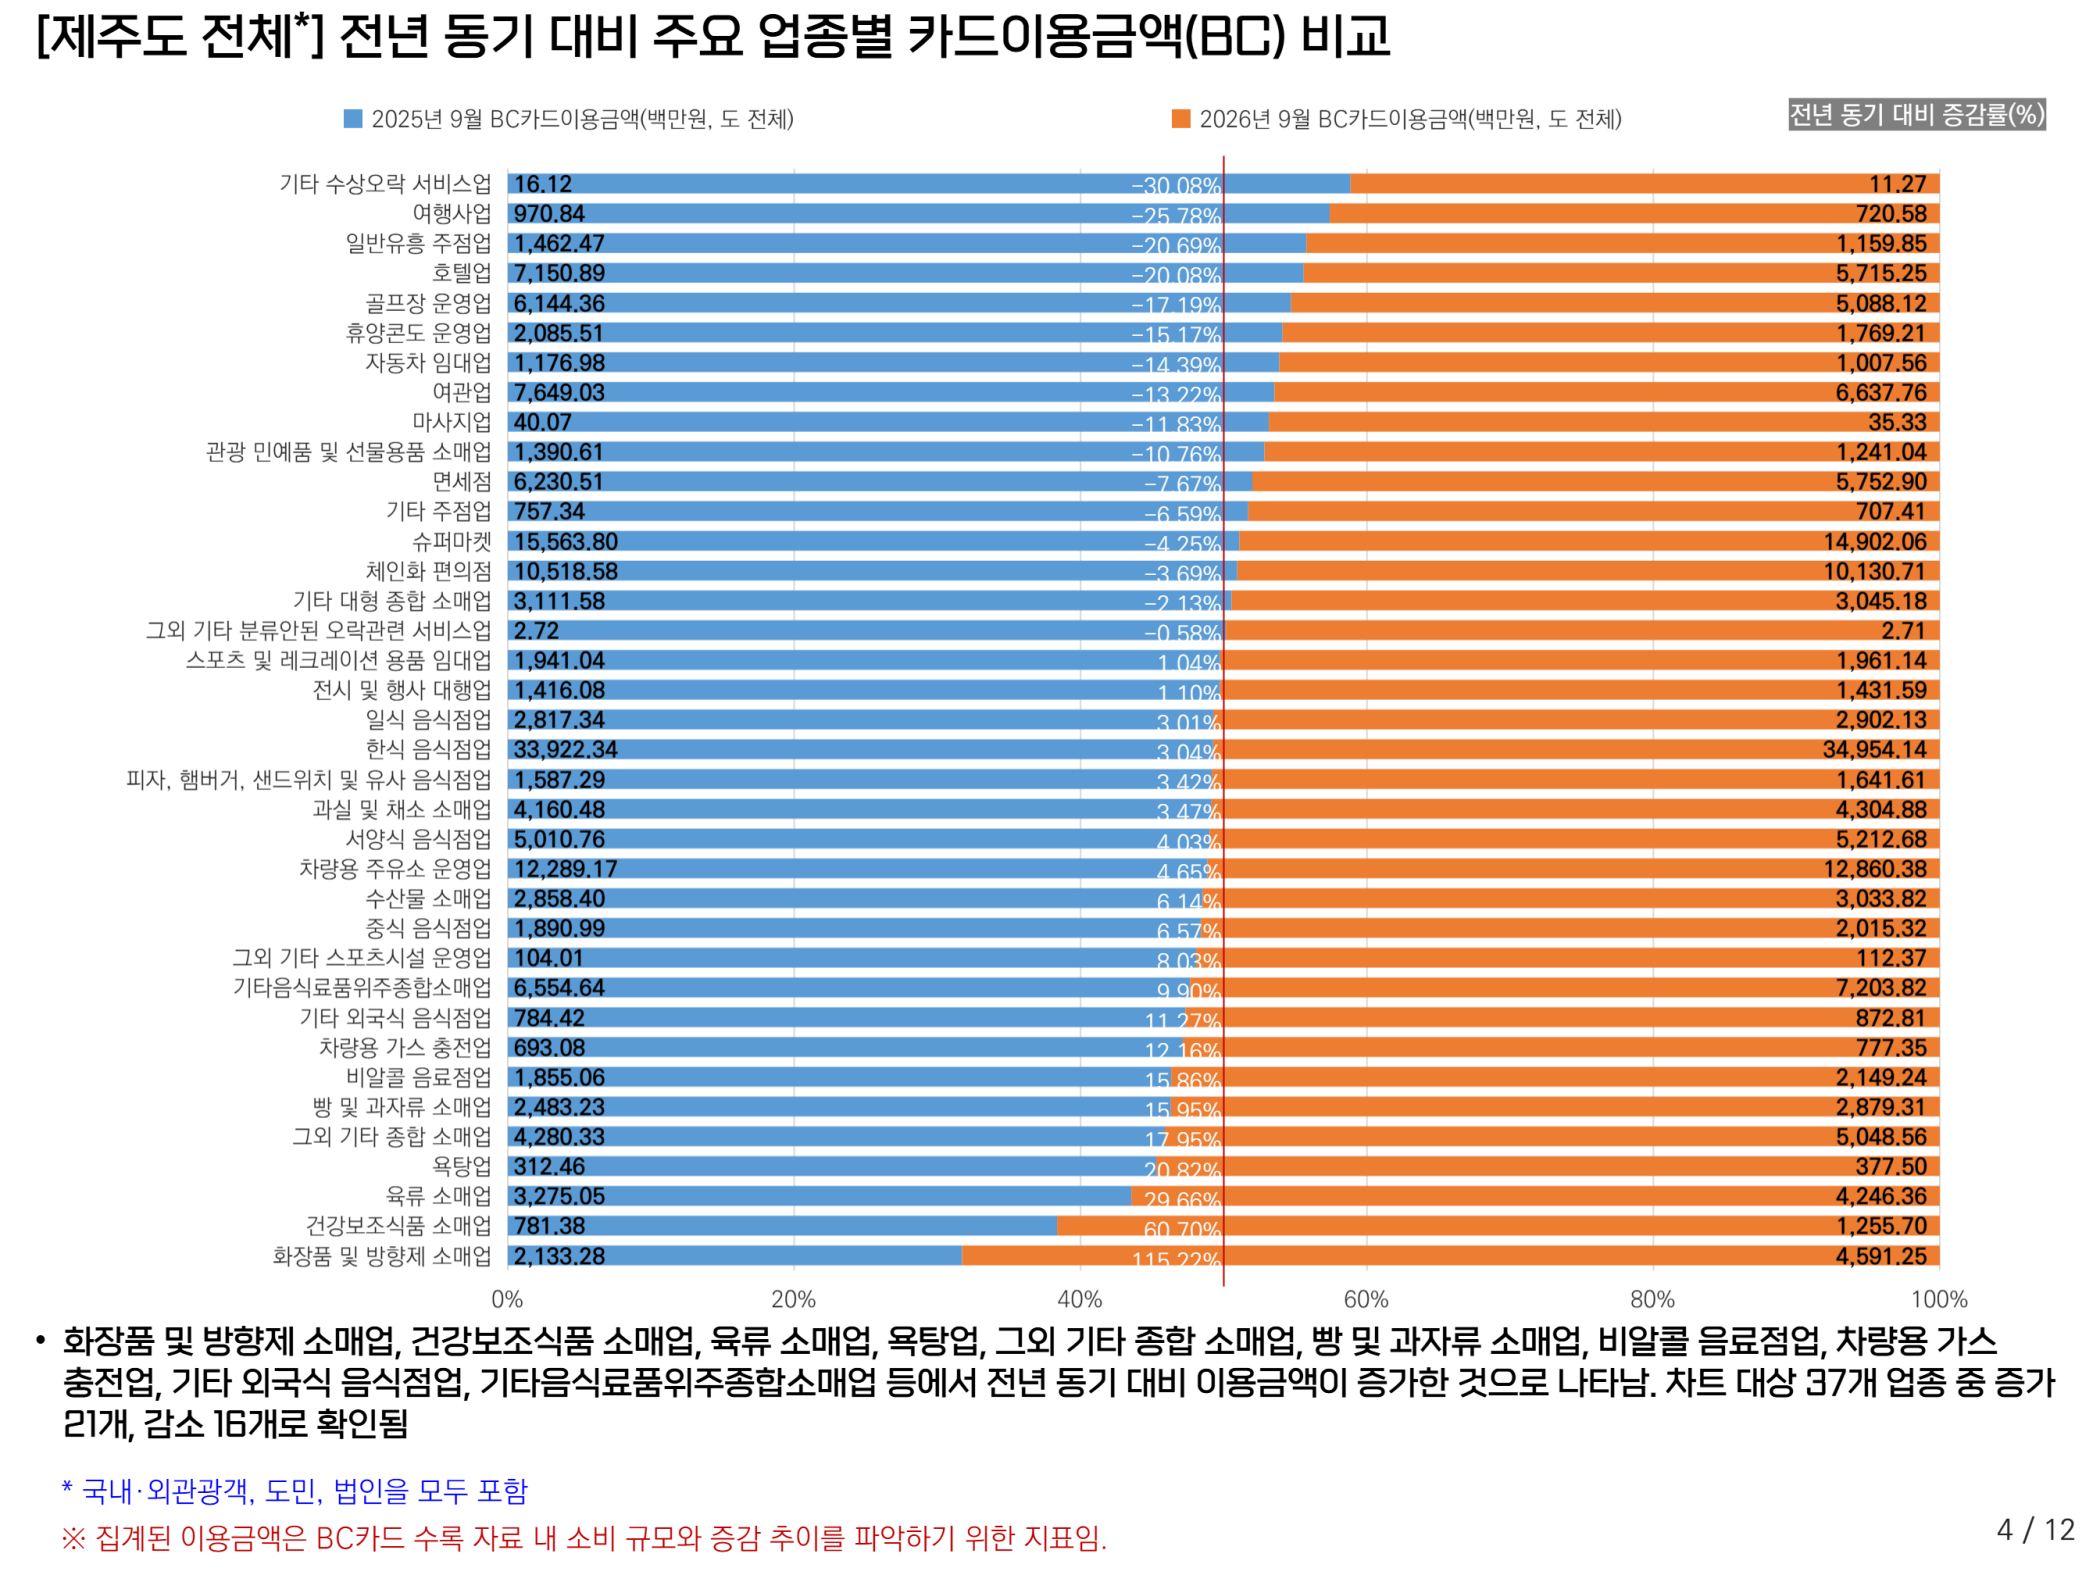 [제주도 전체*] 전년 동기 대비 주요 업종별 카드이용금액(BC) 비교
2025년 9월 BC카드이용금액(백만원, 도 전체) 2026년 9월 BC카드이용금액(백만원, 도 전체) 전년 동기 대비 증감률(%)
기타 수상오락 서비스업 16.12 -30.08% 11.27
여행사업 970.84 -25.78% 720.58
일반유흥 주점업 1,462.47 -20.69% 1,159.85
호텔업 7,150.89 -20.08% 5,715.25
골프장 운영업 6,144.36 -17.19% 5,088.12
휴양콘도 운영업 2,085.51 -15.17% 1,769.21
자동차 임대업 1,176.98 -14.39% 1,007.56
여관업 7,649.03 -13.22% 6,637.76
마사지업 40.07 -11.83% 35.33
관광 민예품 및 선물용품 소매업 1,390.61 -10.76% 1,241.04
면세점 6,230.51 -7.67% 5,752.90
기타 주점업 757.34 -6.59% 707.41
슈퍼마켓 15,563.80 -4.25% 14,902.06
체인화 편의점 10,518.58 -3.69% 10,130.71
기타 대형 종합 소매업 3,111.58 -2.13% 3,045.18
그외 기타 분류안된 오락관련 서비스업 2.72 -0.58% 2.71
스포츠 및 레크레이션 용품 임대업 1,941.04 1.04% 1,961.14
전시 및 행사 대행업 1,416.08 1.10% 1,431.59
일식 음식점업 2,817.34 3.01% 2,902.13
한식 음식점업 33,922.34 3.04% 34,954.14
피자, 햄버거, 샌드위치 및 유사 음식점업 1,587.29 3.42% 1,641.61
과실 및 채소 소매업 4,160.48 3.47% 4,304.88
서양식 음식점업 5,010.76 4.03% 5,212.68
차량용 주유소 운영업 12,289.17 4.65% 12,860.38
수산물 소매업 2,858.40 6.14% 3,033.82
중식 음식점업 1,890.99 6.57% 2,015.32
그외 기타 스포츠시설 운영업 104.01 8.03% 112.37
기타음식료품위주종합소매업 6,554.64 9.90% 7,203.82
기타 외국식 음식점업 784.42 11.27% 872.81
차량용 가스 충전업 693.08 12.16% 777.35
비알콜 음료점업 1,855.06 15.86% 2,149.24
빵 및 과자류 소매업 2,483.23 15.95% 2,879.31
그외 기타 종합 소매업 4,280.33 17.95% 5,048.56
욕탕업 312.46 20.82% 377.50
육류 소매업 3,275.05 29.66% 4,246.36
건강보조식품 소매업 781.38 60.70% 1,255.70
화장품 및 방향제 소매업 2,133.28 115.22% 4,591.25
0% 20% 40% 60% 80% 100%
• 화장품 및 방향제 소매업, 건강보조식품 소매업, 육류 소매업, 욕탕업, 그외 기타 종합 소매업, 빵 및 과자류 소매업, 비알콜 음료점업, 차량용 가스
충전업, 기타 외국식 음식점업, 기타음식료품위주종합소매업 등에서 전년 동기 대비 이용금액이 증가한 것으로 나타남. 차트 대상 37개 업종 중 증가
21개, 감소 16개로 확인됨
* 국내·외관광객, 도민, 법인을 모두 포함
※ 집계된 이용금액은 BC카드 수록 자료 내 소비 규모와 증감 추이를 파악하기 위한 지표임.
4 / 12